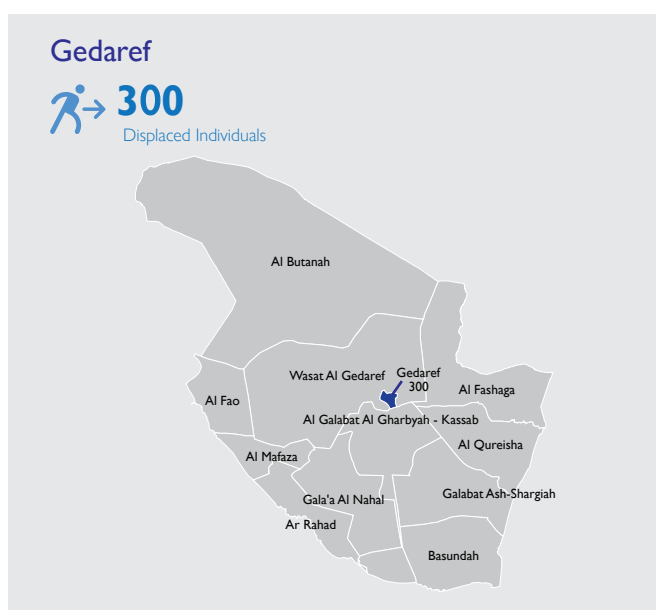 Gedaref
300
Displaced Individuals
Al Butanah
Wasat Al Gedaref
Gedaref
300
Al Fashaga
Al Fao
Al Galabat Al Gharbyah - Kassab
Al Qureisha
Al Mafaza
Gala'a Al Nahal
Galabat Ash-Shargiah
Ar Rahad
Basundah